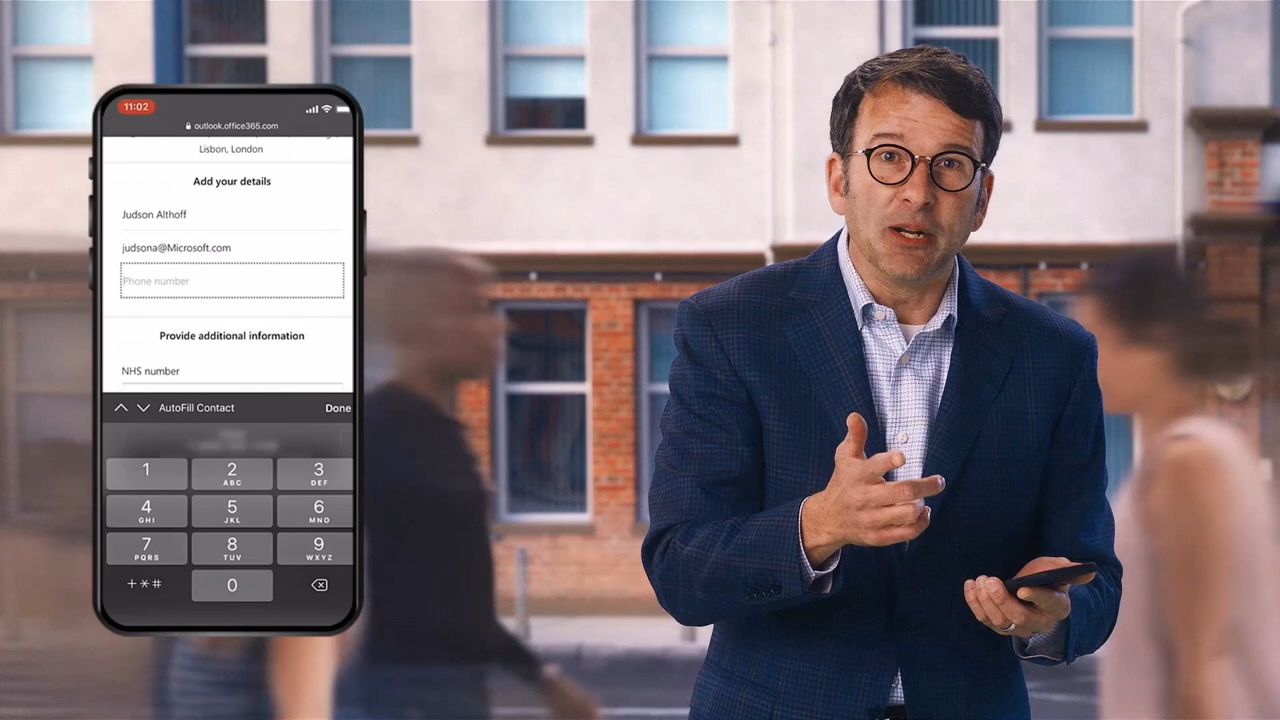 11:02
outlook.office365.com
Lisbon, London
Add your details
Judson Althoff
judsona@Microsoft.com
Phone number
Provide additional information
NHS number
AutoFill Contact
Done
1
2
ABC
3
DEF
4
GHI
5
JKL
6
MNO
7
PQRS
8
TUV
9
WXYZ
+*#
0